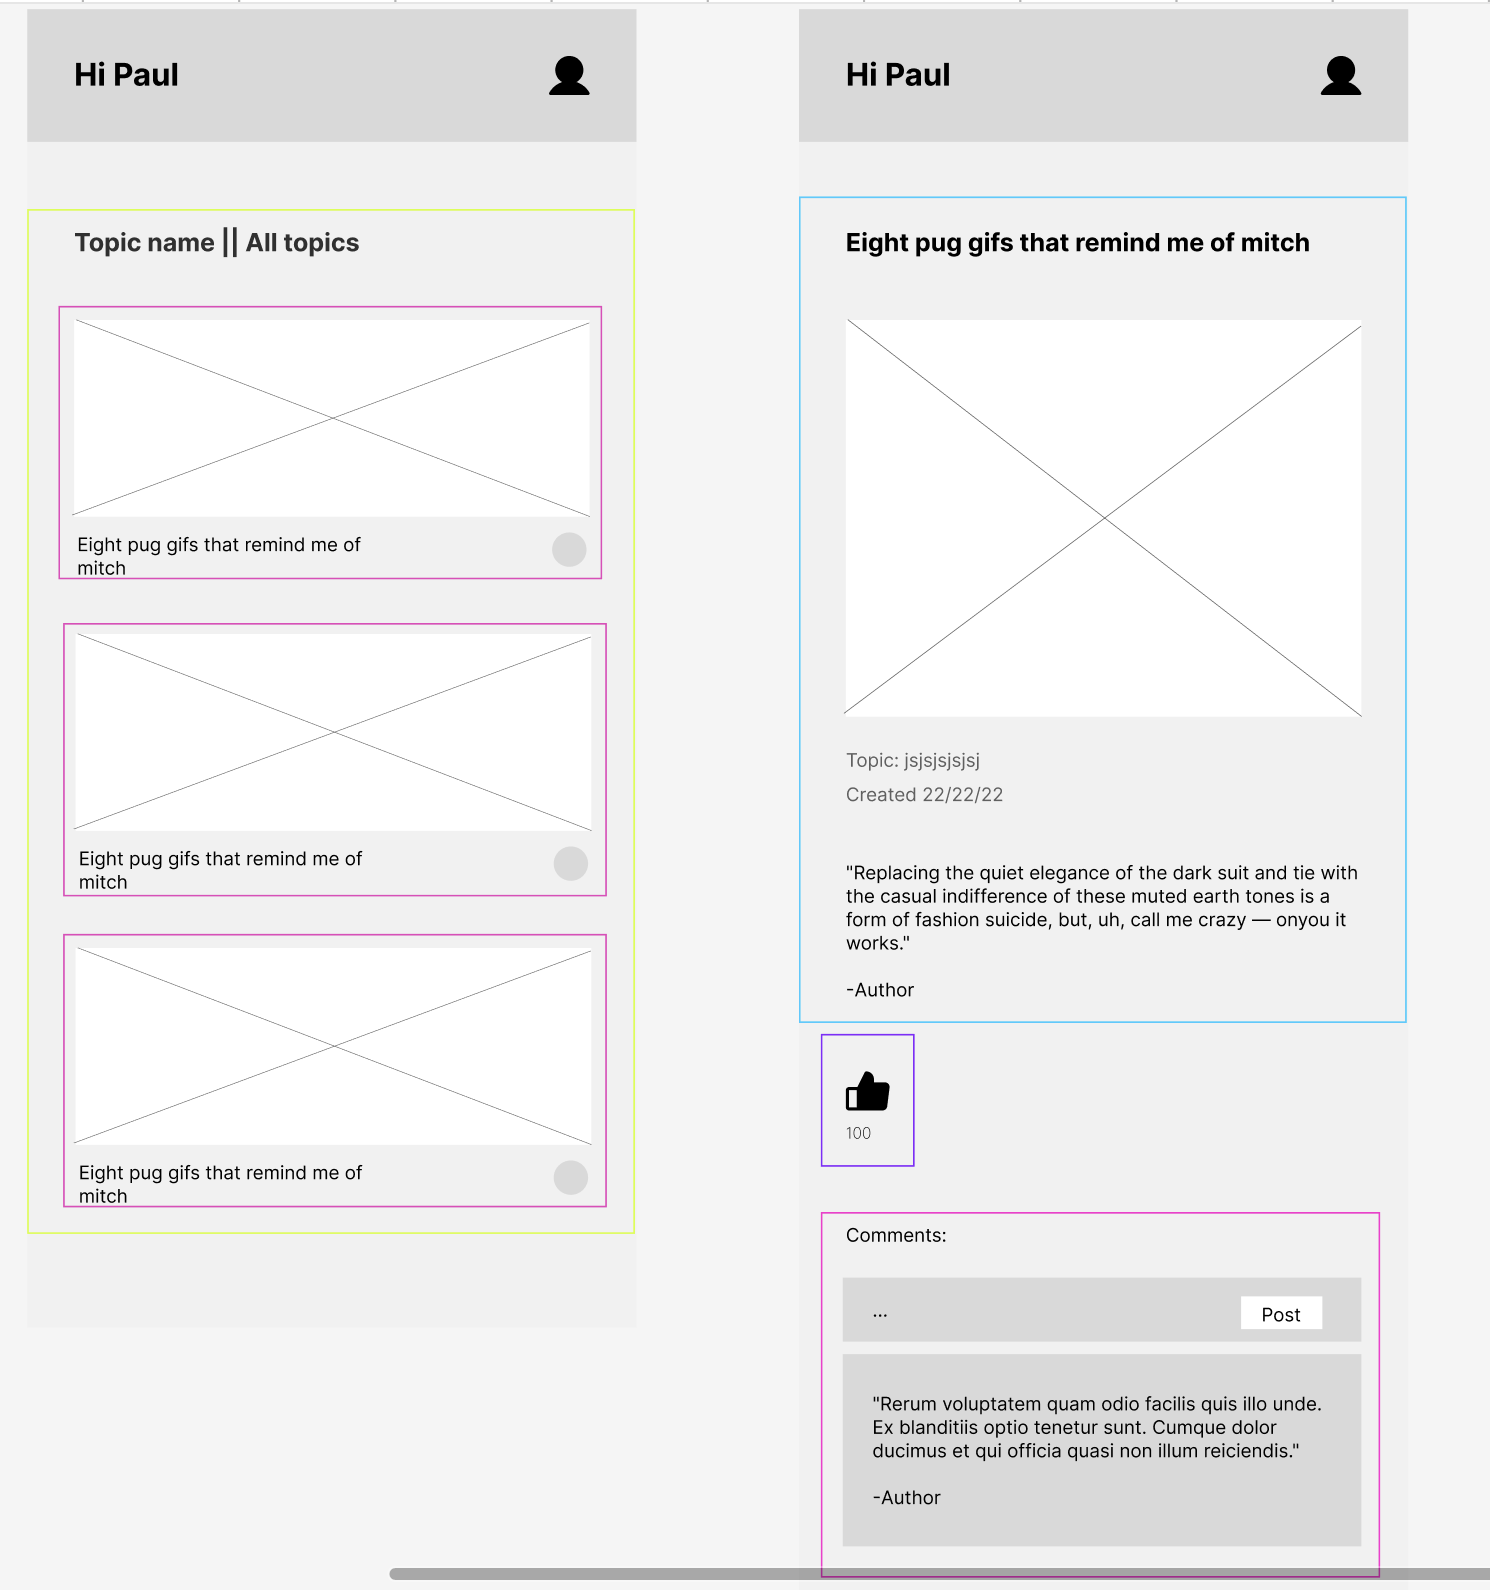 Hi Paul
Topic name || All topics
Eight pug gifs that remind me of
mitch
Eight pug gifs that remind me of
mitch
Eight pug gifs that remind me of
mitch
Hi Paul
Eight pug gifs that remind me of mitch
Topic: jsjsjsjsjsj
Created 22/22/22
"Replacing the quiet elegance of the dark suit and tie with
the casual indifference of these muted earth tones is a
form of fashion suicide, but, uh, call me crazy — onyou it
works."
-Author
100
Comments:
...
Post
"Rerum voluptatem quam odio facilis quis illo unde.
Ex blanditiis optio tenetur sunt. Cumque dolor
ducimus et qui officia quasi non illum reiciendis."
-Author